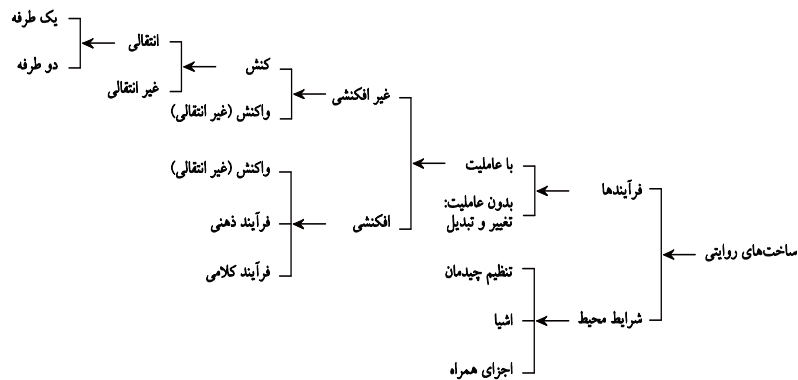 ساخت‌های روایتی
فرآیندها
شرایط محیط
با عاملیت
بدون عاملیت:
تغییر و تبدیل
تنظیم چیدمان
اشیا
اجزای همراه
غیر افکنشی
افکنشی
کنش
واکنش (غیر انتقالی)
واکنش (غیر انتقالی)
فرآیند ذهنی
فرآیند کلامی
انتقالی
غیر انتقالی
یک طرفه
دو طرفه